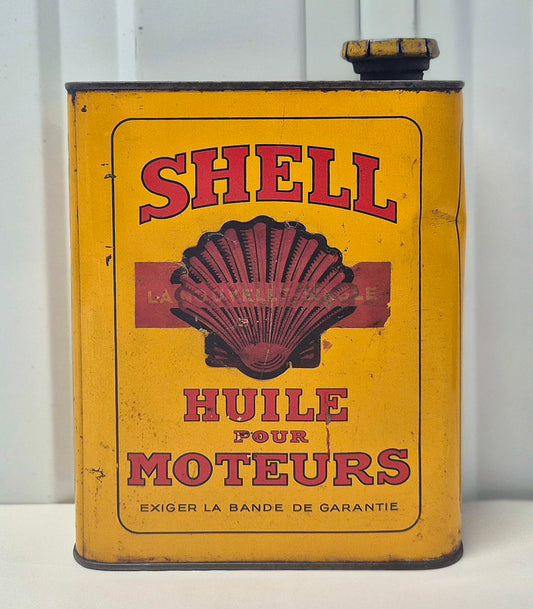 SHELL
LA NOUVELLE
HUILE
POUR
MOTEURS
EXIGER LA BANDE DE GARANTIE